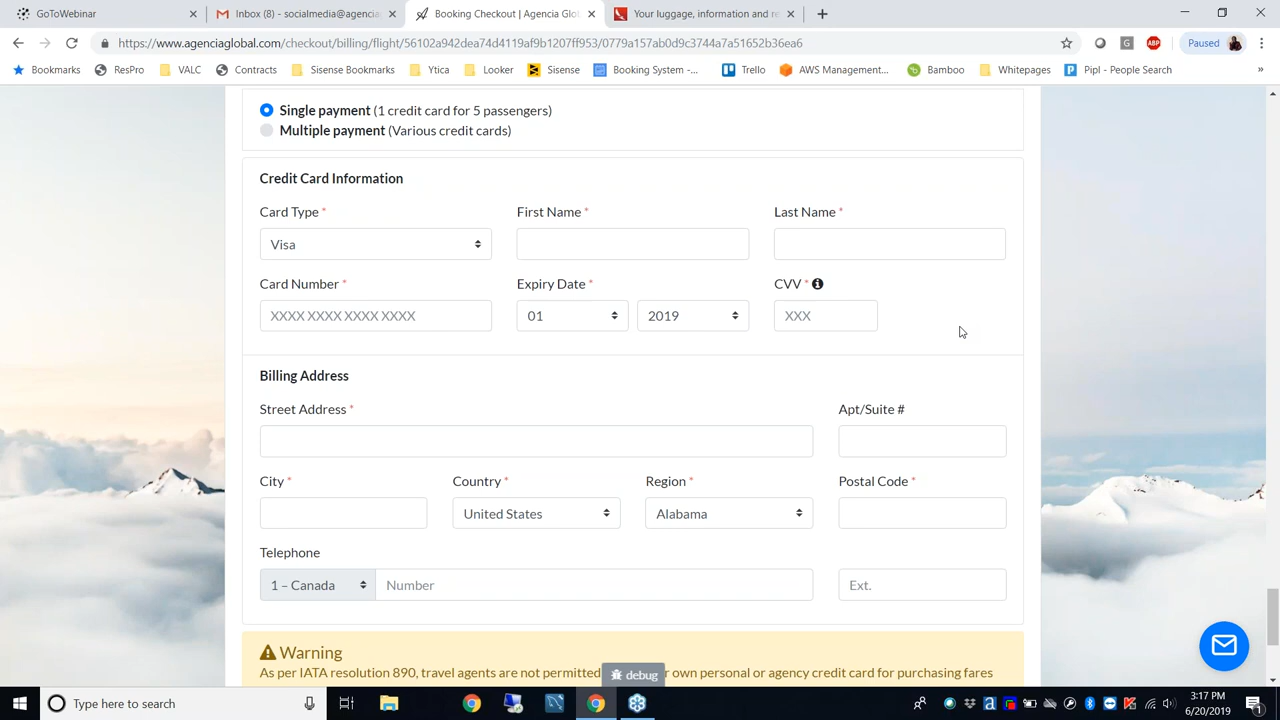 GoToWebinar
Inbox (8) - socialmedia@agencia
Booking Checkout | Agencia Glo
Your luggage, information and re
https://www.agenciaglobal.com/checkout/billing/flight/56102a942dea74d4119af9b1207ff953/0779a157ab0d9c3744a7a51652b36ea6
G
ABP
Paused
Bookmarks
ResPro
VALC
Contracts
Sisense Bookmarks
Ytica
Looker
Sisense
Booking System -...
Trello
AWS Management...
Bamboo
Whitepages
Pipl - People Search
»
Single payment (1 credit card for 5 passengers)
Multiple payment (Various credit cards)
Credit Card Information
Card Type *
First Name *
Last Name *
Visa
Card Number *
Expiry Date *
CVV *
XXXX XXXX XXXX XXXX
01
2019
XXX
Billing Address
Street Address *
Apt/Suite #
City *
Country *
Region *
Postal Code *
United States
Alabama
Telephone
1 – Canada
Number
Ext.
Warning
As per IATA resolution 890, travel agents are not permitted
debug
r own personal or agency credit card for purchasing fares
Type here to search
3:17 PM
6/20/2019